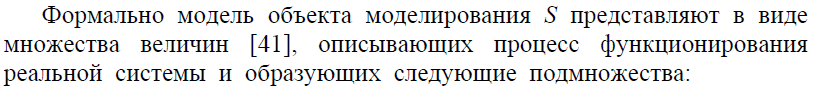 Формально модель объекта моделирования S представляют в виде
множества величин [41], описывающих процесс функционирования
реальной системы и образующих следующие подмножества: